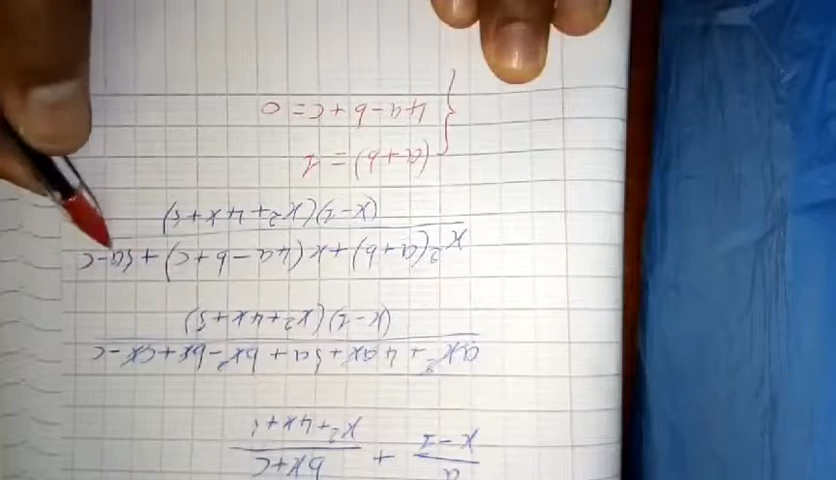 a/(x-1) + (bx+c)/(x²+4x+5)
(ax²+4ax+5a+bx²-bx+cx-c)/((x-1)(x²+4x+5))
(x²(a+b)+x(4a-b+c)+5a-c)/((x-1)(x²+4x+5))
{ (a+b)=1
4a-b+c=0